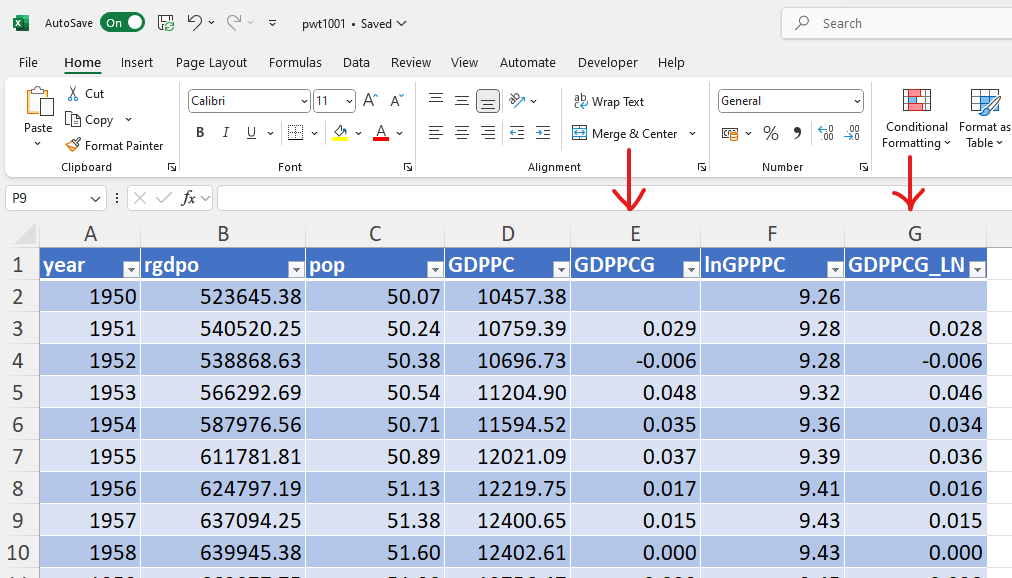 AutoSave On pwt1001 • Saved Search
File Home Insert Page Layout Formulas Data Review View Automate Developer Help
Paste Cut Copy Format Painter
Clipboard
Calibri 11
B I U A
Font
Wrap Text
Merge & Center
Alignment
General
% 9
Number
Conditional Formatting
Format as Table
P9 fx
A B C D E F G
1 year rgdpo pop GDPPC GDPPCG lnGPPPC GDPPCG_LN
2 1950 523645.38 50.07 10457.38 9.26
3 1951 540520.25 50.24 10759.39 0.029 9.28 0.028
4 1952 538868.63 50.38 10696.73 -0.006 9.28 -0.006
5 1953 566292.69 50.54 11204.90 0.048 9.32 0.046
6 1954 587976.56 50.71 11594.52 0.035 9.36 0.034
7 1955 611781.81 50.89 12021.09 0.037 9.39 0.036
8 1956 624797.19 51.13 12219.75 0.017 9.41 0.016
9 1957 637094.25 51.38 12400.65 0.015 9.43 0.015
10 1958 639945.38 51.60 12402.61 0.000 9.43 0.000